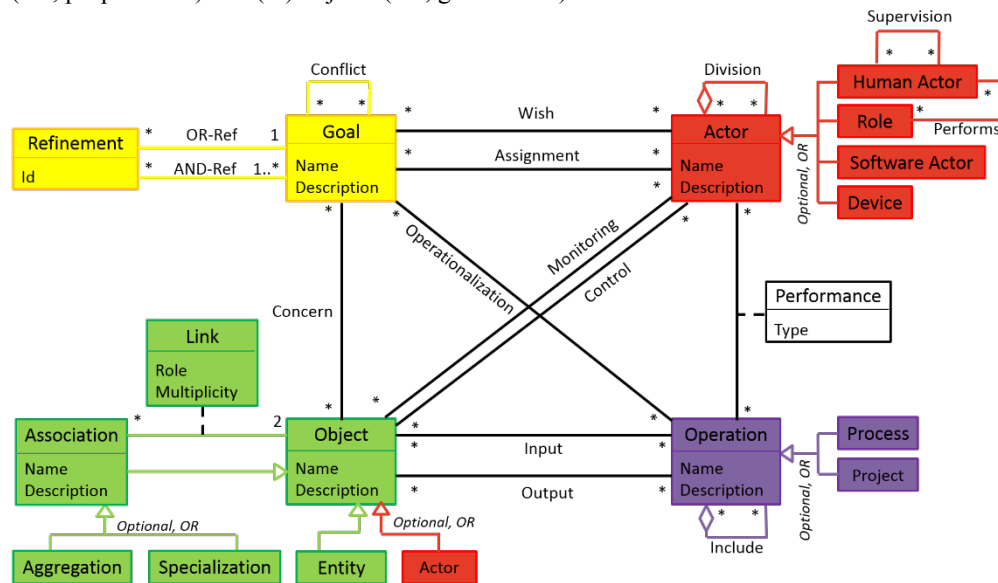 Supervision
Conflict
Division
* *
* *
* *
Human Actor
*
Refinement
Id
* OR-Ref 1
* AND-Ref 1..*
Goal
Name
Description
* Wish *
* Assignment *
Actor
Name
Description
Optional, OR
Role
*
Performs
Software Actor
Device
*
*
*
*
*
Operationalization
Monitoring
Control
Concern
Performance
Type
Link
Role
Multiplicity
*
2
*
*
*
*
*
Association
Name
Description
Object
Name
Description
*
Input
*
Output
*
Operation
Name
Description
Optional, OR
Process
Project
Optional, OR
Optional, OR
* *
Include
Aggregation
Specialization
Entity
Actor